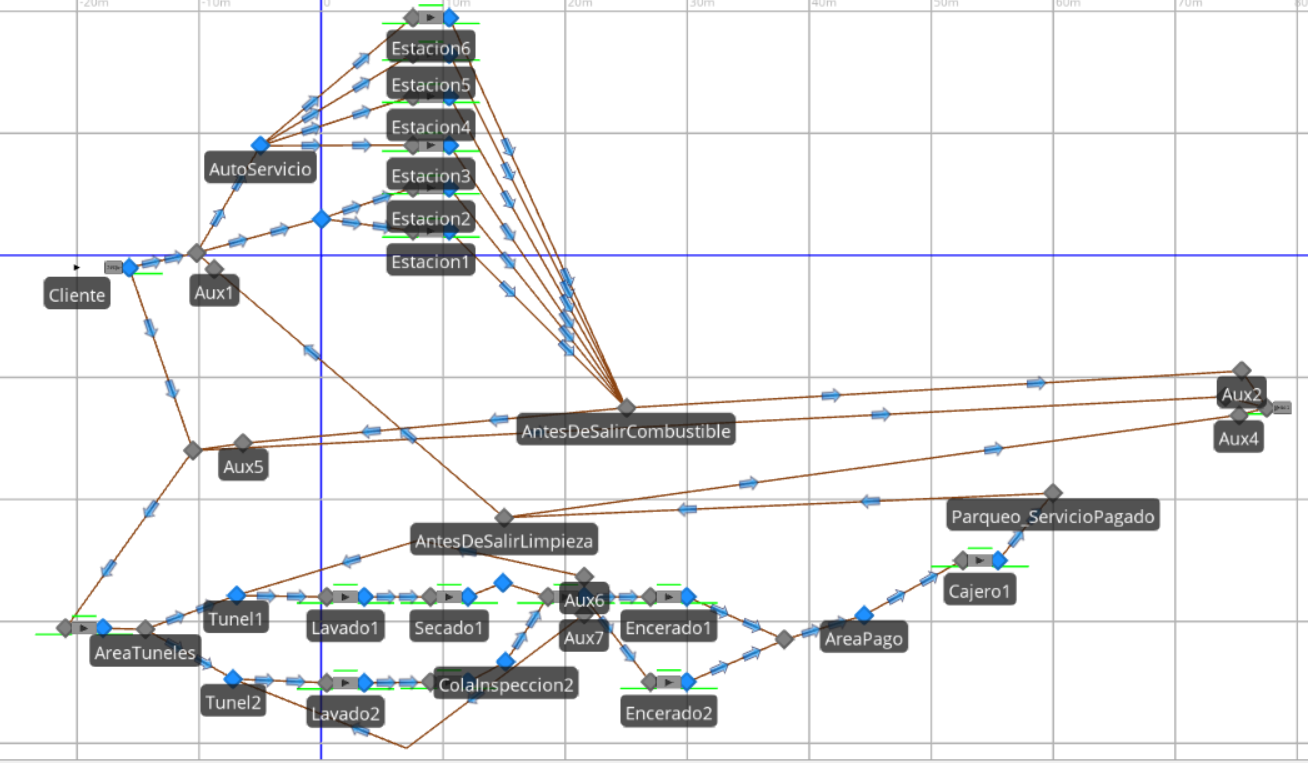 -20m -10m 0 10m 20m 30m 40m 50m 60m 70m 80
Estacion6
Estacion5
Estacion4
AutoServicio
Estacion3
Estacion2
Estacion1
Cliente
Aux1
Aux2
AntesDeSalirCombustible
Aux4
Aux5
Parqueo_ServicioPagado
AntesDeSalirLimpieza
Cajero1
Aux6
Tunel1
Lavado1
Secado1
Encerado1
Aux7
AreaPago
AreaTuneles
ColaInspeccion2
Tunel2
Lavado2
Encerado2